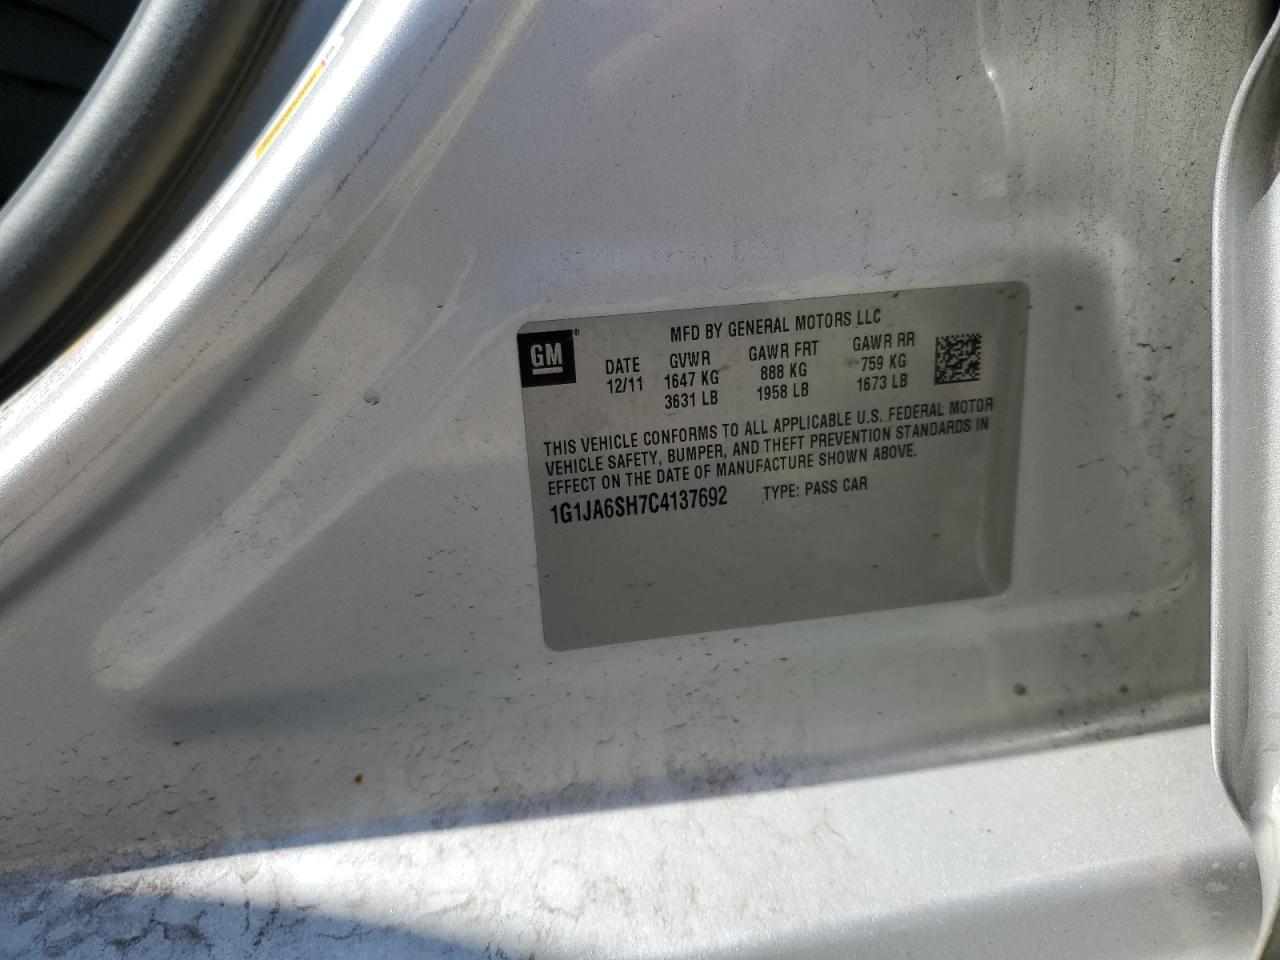 MFD BY GENERAL MOTORS LLC
GM®
DATE GVWR GAWR FRT GAWR RR
12/11 1647 KG 888 KG 759 KG
3631 LB 1958 LB 1673 LB
THIS VEHICLE CONFORMS TO ALL APPLICABLE U.S. FEDERAL MOTOR
VEHICLE SAFETY, BUMPER, AND THEFT PREVENTION STANDARDS IN
EFFECT ON THE DATE OF MANUFACTURE SHOWN ABOVE.
1G1JA6SH7C4137692 TYPE: PASS CAR